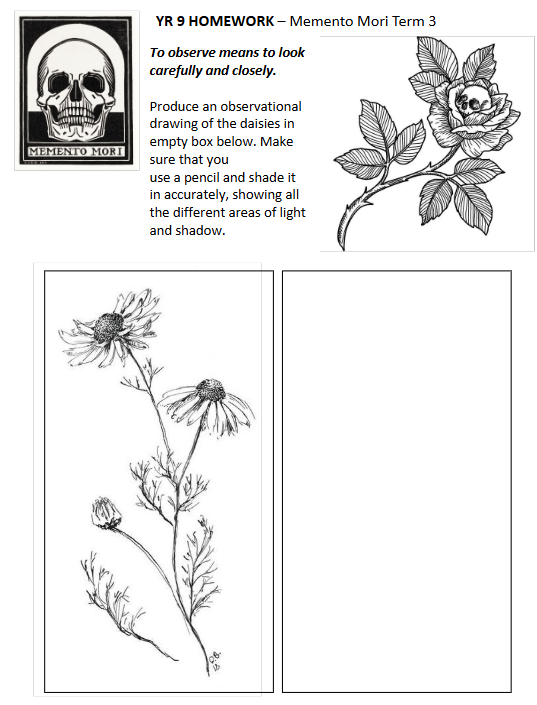 YR 9 HOMEWORK – Memento Mori Term 3
MEMENTO MORI
To observe means to look
carefully and closely.
Produce an observational
drawing of the daisies in
empty box below. Make
sure that you
use a pencil and shade it
in accurately, showing all
the different areas of light
and shadow.